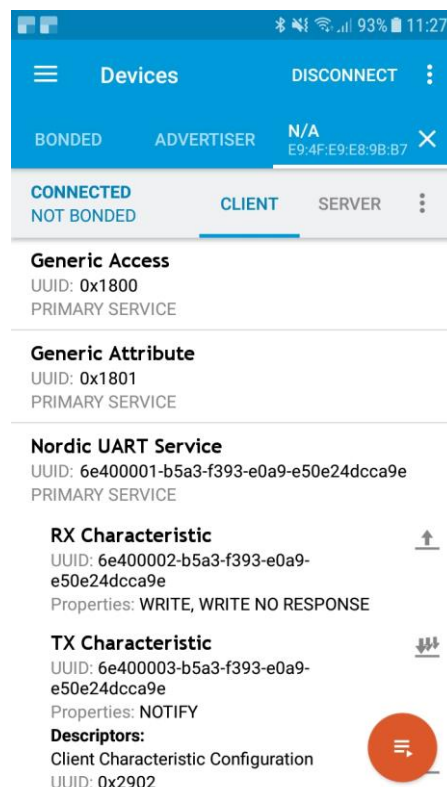 93% 11:27
Devices DISCONNECT
BONDED ADVERTISER N/A
E9:4F:E9:E8:9B:B7
CONNECTED
NOT BONDED CLIENT SERVER
Generic Access
UUID: 0x1800
PRIMARY SERVICE
Generic Attribute
UUID: 0x1801
PRIMARY SERVICE
Nordic UART Service
UUID: 6e400001-b5a3-f393-e0a9-e50e24dcca9e
PRIMARY SERVICE
RX Characteristic
UUID: 6e400002-b5a3-f393-e0a9-
e50e24dcca9e
Properties: WRITE, WRITE NO RESPONSE
TX Characteristic
UUID: 6e400003-b5a3-f393-e0a9-
e50e24dcca9e
Properties: NOTIFY
Descriptors:
Client Characteristic Configuration
UUID: 0x2902